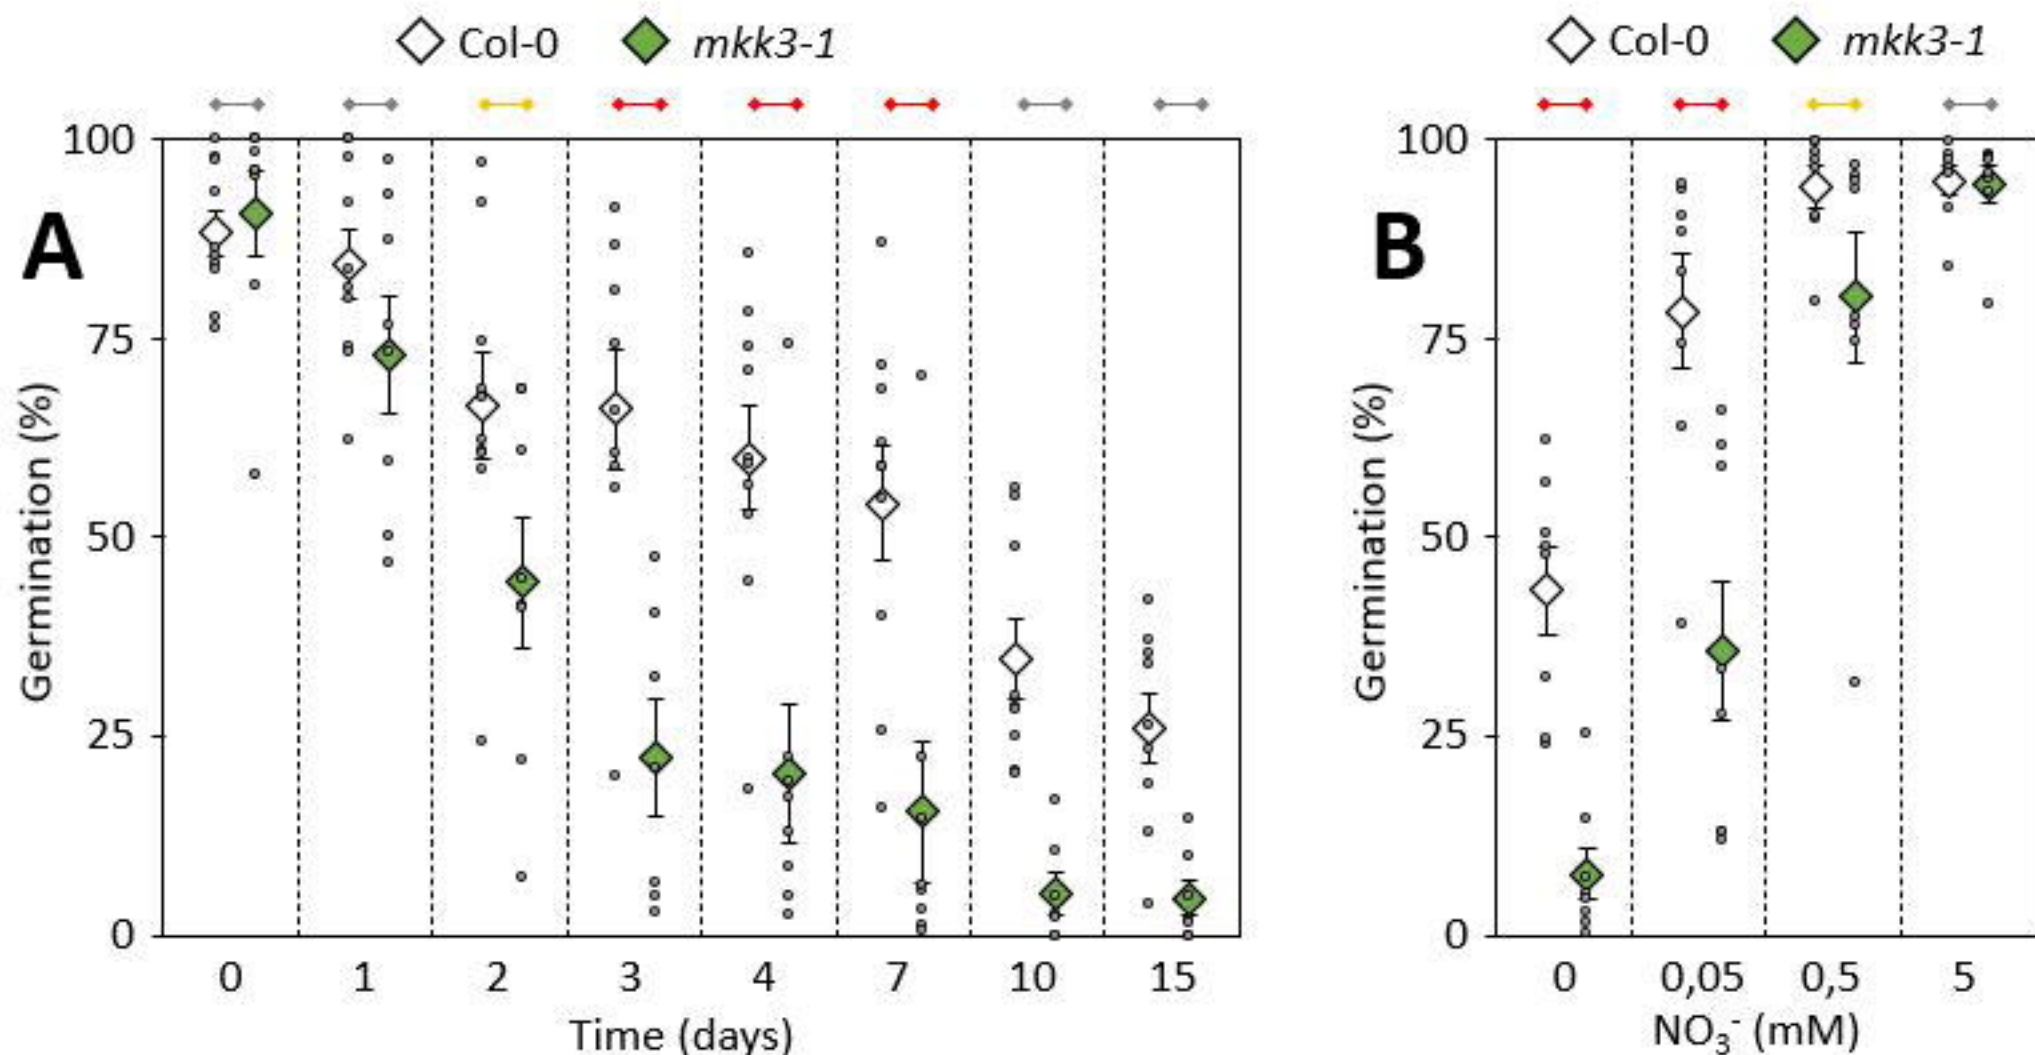 Col-0 mkk3-1
A
Germination (%)
100
75
50
25
0
0 1 2 3 4 7 10 15
Time (days)
Col-0 mkk3-1
B
Germination (%)
100
75
50
25
0
0 0,05 0,5 5
NO₃⁻ (mM)